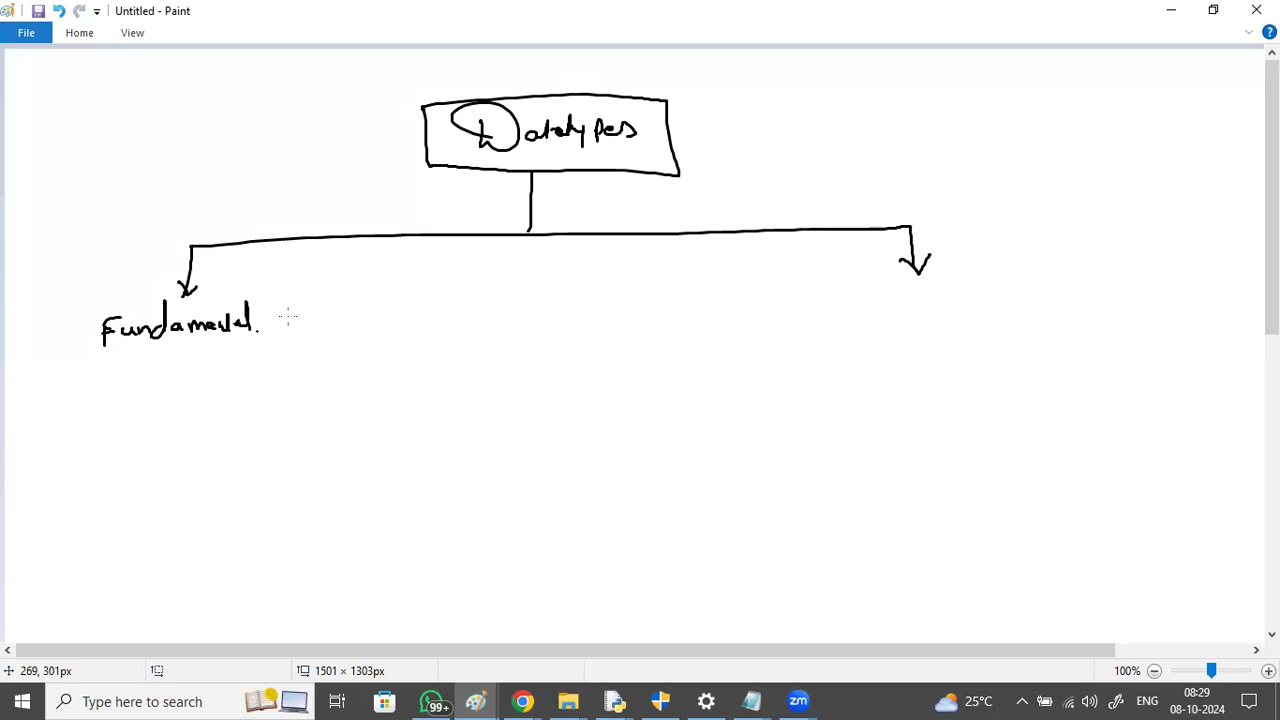 Untitled - Paint
File Home View
Datatypes
Fundamental.
269, 301px
1501 × 1303px
100%
Type here to search
99+
zm
25°C
ENG
08:29
08-10-2024